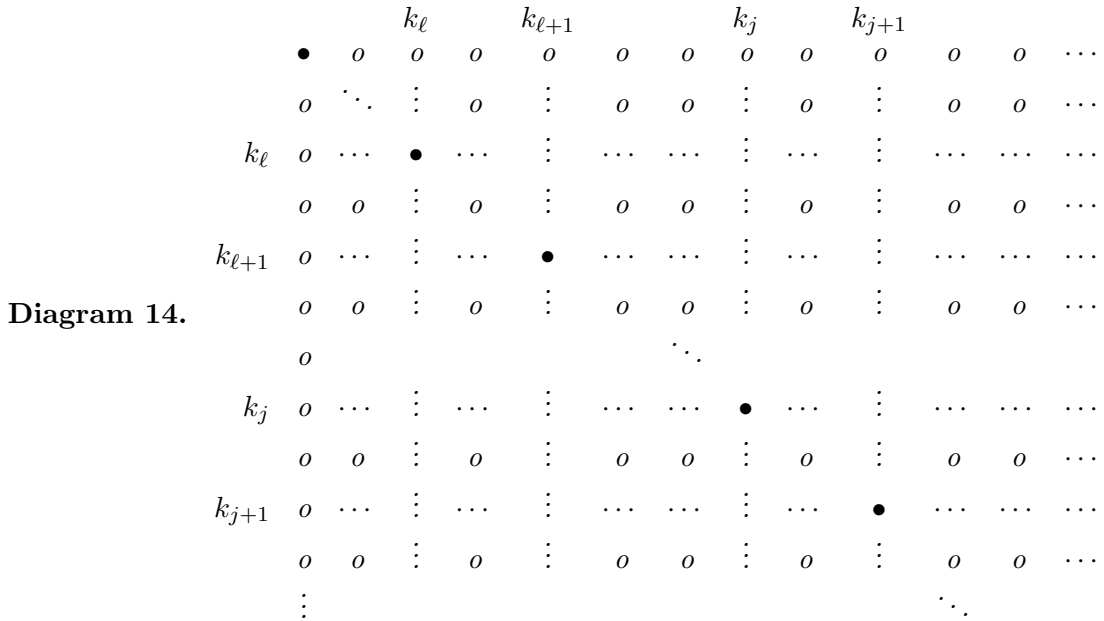 k_ℓ k_{ℓ+1} k_j k_{j+1}
• o o o o o o o o o o ⋯
o ⋱ ⋮ o ⋮ o o ⋮ o ⋮ o o ⋯
k_ℓ o ⋯ • ⋯ ⋮ ⋯ ⋯ ⋮ ⋯ ⋮ ⋯ ⋯ ⋯
o o ⋮ o ⋮ o o ⋮ o ⋮ o o ⋯
k_{ℓ+1} o ⋯ ⋮ ⋯ • ⋯ ⋯ ⋮ ⋯ ⋮ ⋯ ⋯ ⋯
Diagram 14.
o o ⋮ o ⋮ o o ⋮ o ⋮ o o ⋯
o ⋱
k_j o ⋯ ⋮ ⋯ ⋮ ⋯ ⋯ • ⋯ ⋮ ⋯ ⋯ ⋯
o o ⋮ o ⋮ o o ⋮ o ⋮ o o ⋯
k_{j+1} o ⋯ ⋮ ⋯ ⋮ ⋯ ⋯ ⋮ ⋯ • ⋯ ⋯ ⋯
o o ⋮ o ⋮ o o ⋮ o ⋮ o o ⋯
⋮ ⋱